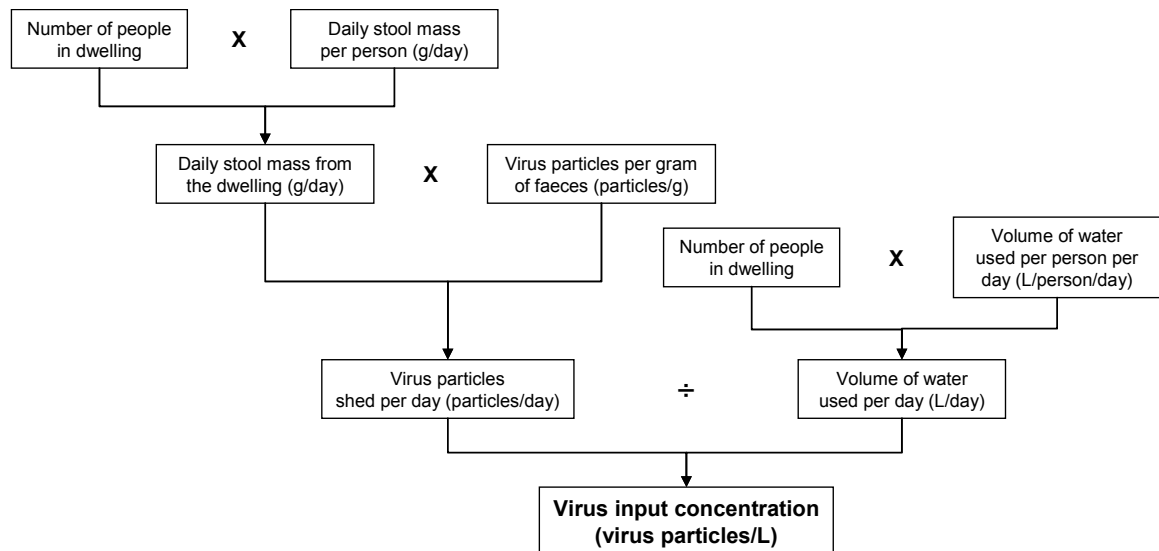 Number of people
in dwelling
X
Daily stool mass
per person (g/day)
Daily stool mass from
the dwelling (g/day)
X
Virus particles per gram
of faeces (particles/g)
Number of people
in dwelling
X
Volume of water
used per person per
day (L/person/day)
Virus particles
shed per day (particles/day)
÷
Volume of water
used per day (L/day)
Virus input concentration
(virus particles/L)